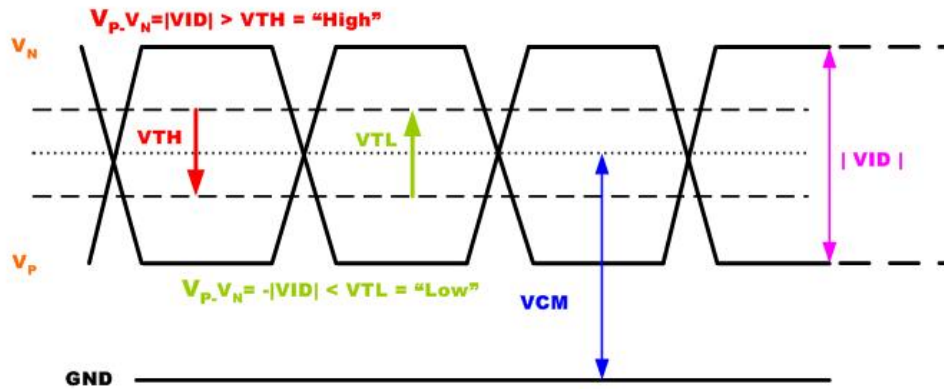 VP-VN=|VID| > VTH = “High”
VN
VTH
VTL
| VID |
VP
VP-VN= -|VID| < VTL = “Low”
VCM
GND